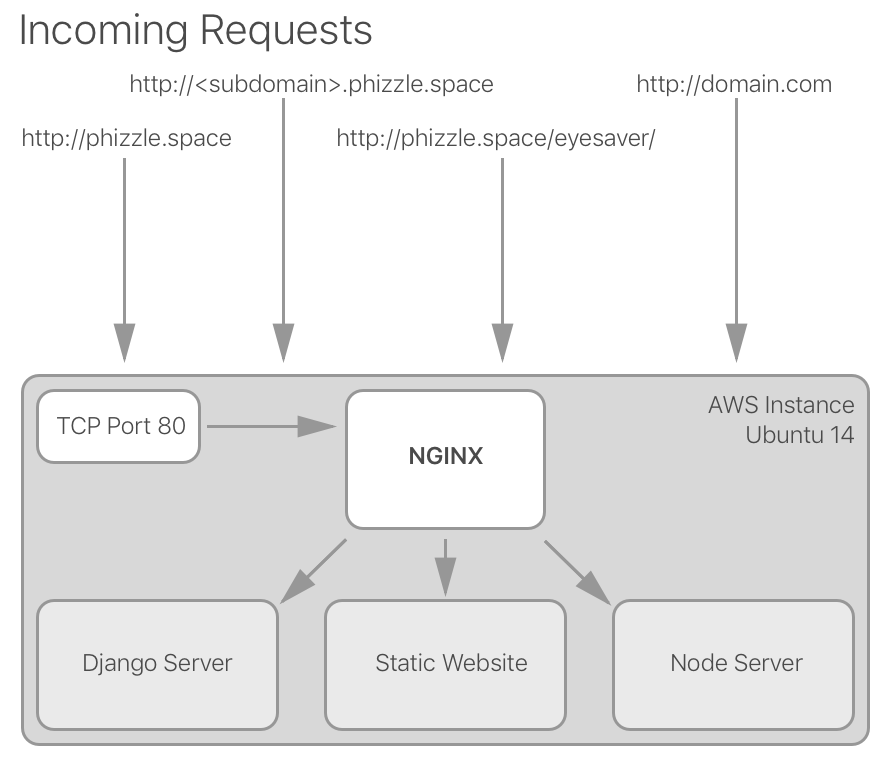 Incoming Requests
http://<subdomain>.phizzle.space
http://domain.com
http://phizzle.space
http://phizzle.space/eyesaver/
TCP Port 80
NGINX
AWS Instance
Ubuntu 14
Django Server
Static Website
Node Server